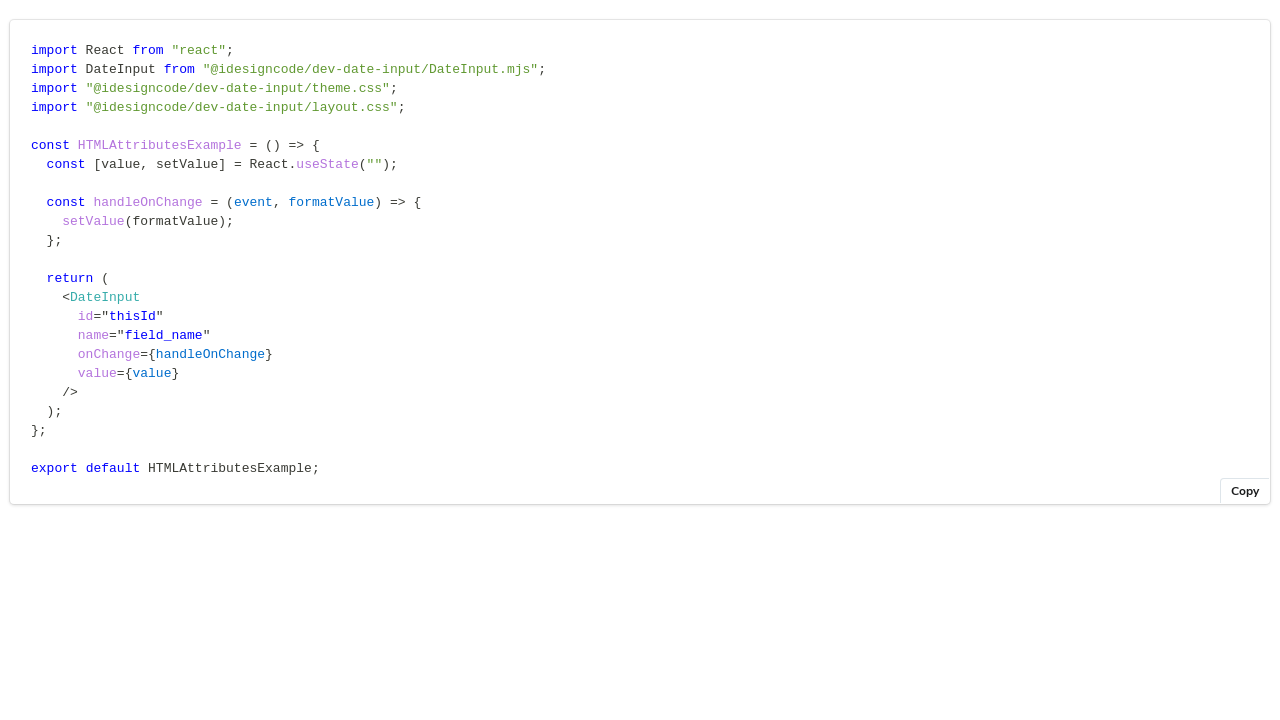 import React from "react";
import DateInput from "@idesigncode/dev-date-input/DateInput.mjs";
import "@idesigncode/dev-date-input/theme.css";
import "@idesigncode/dev-date-input/layout.css";

const HTMLAttributesExample = () => {
  const [value, setValue] = React.useState("");

  const handleOnChange = (event, formatValue) => {
    setValue(formatValue);
  };

  return (
    <DateInput
      id="thisId"
      name="field_name"
      onChange={handleOnChange}
      value={value}
    />
  );
};

export default HTMLAttributesExample;
Copy